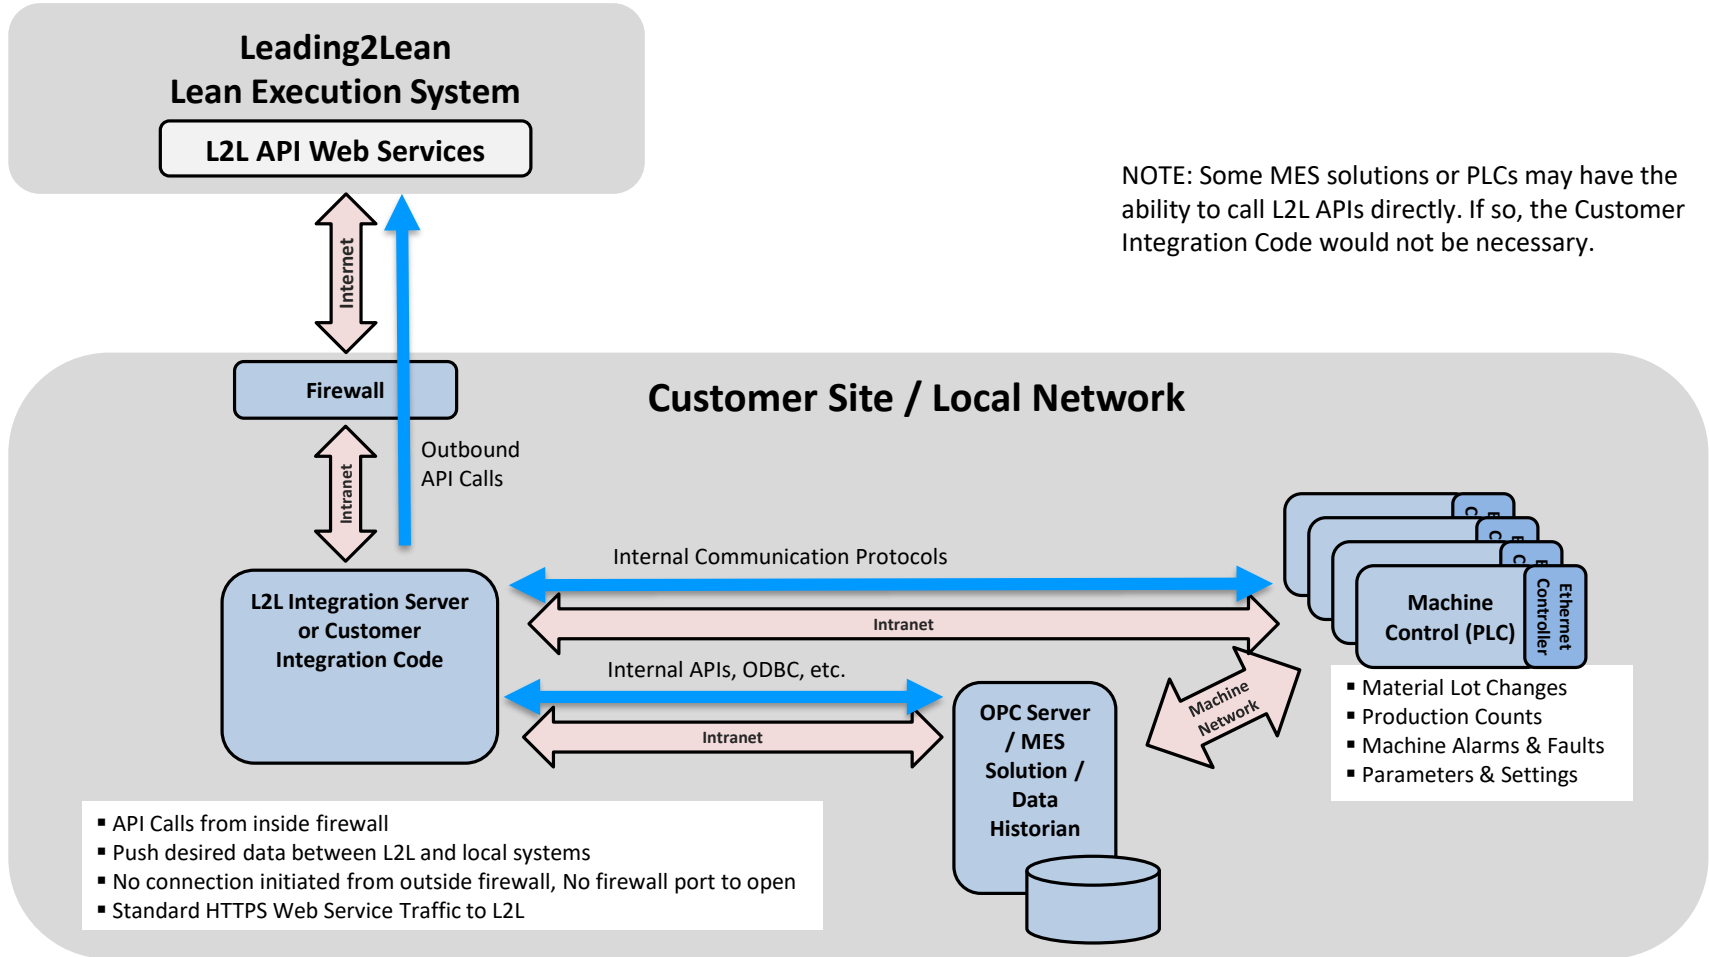 Leading2Lean
Lean Execution System
L2L API Web Services
NOTE: Some MES solutions or PLCs may have the
ability to call L2L APIs directly. If so, the Customer
Integration Code would not be necessary.
Internet
Firewall
Customer Site / Local Network
Outbound
API Calls
Intranet
Internal Communication Protocols
Intranet
L2L Integration Server
or Customer
Integration Code
Internal APIs, ODBC, etc.
Intranet
Machine
Control (PLC)
Ethernet
Controller
Machine
Network
OPC Server
/ MES
Solution /
Data
Historian
▪ Material Lot Changes
▪ Production Counts
▪ Machine Alarms & Faults
▪ Parameters & Settings
▪ API Calls from inside firewall
▪ Push desired data between L2L and local systems
▪ No connection initiated from outside firewall, No firewall port to open
▪ Standard HTTPS Web Service Traffic to L2L